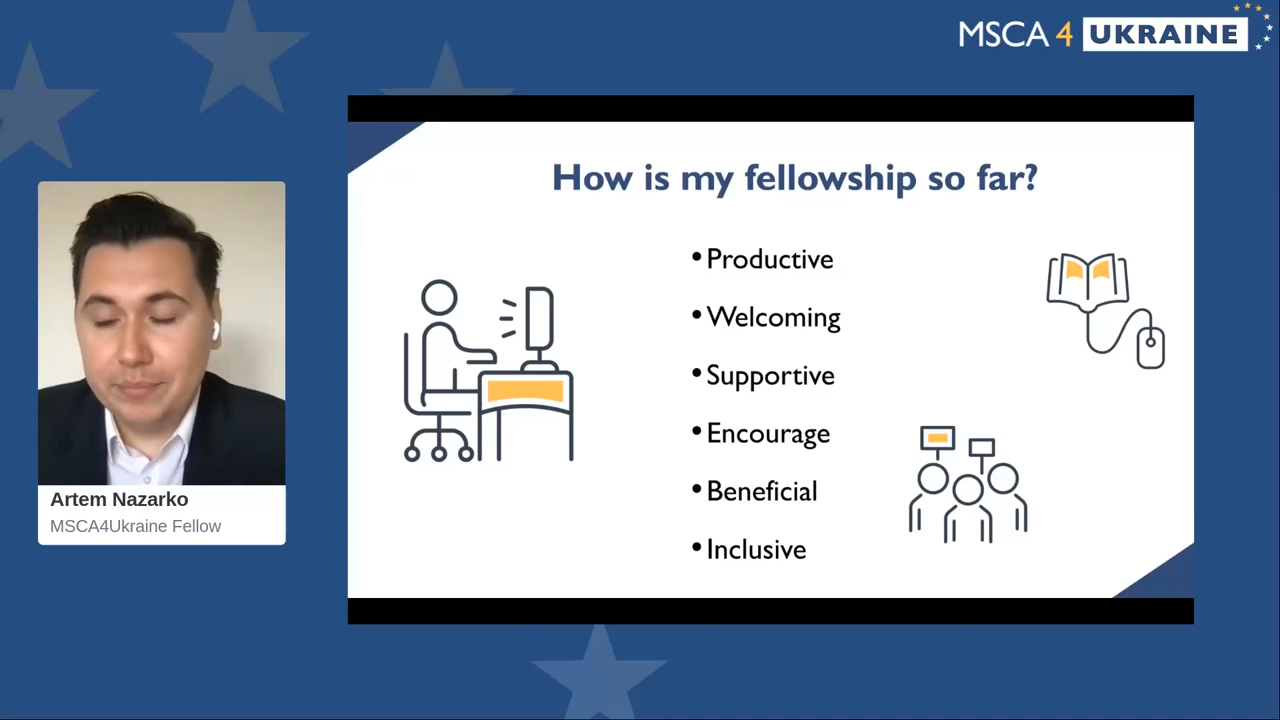 MSCA 4 UKRAINE
How is my fellowship so far?
• Productive
• Welcoming
• Supportive
• Encourage
• Beneficial
• Inclusive
Artem Nazarko
MSCA4Ukraine Fellow